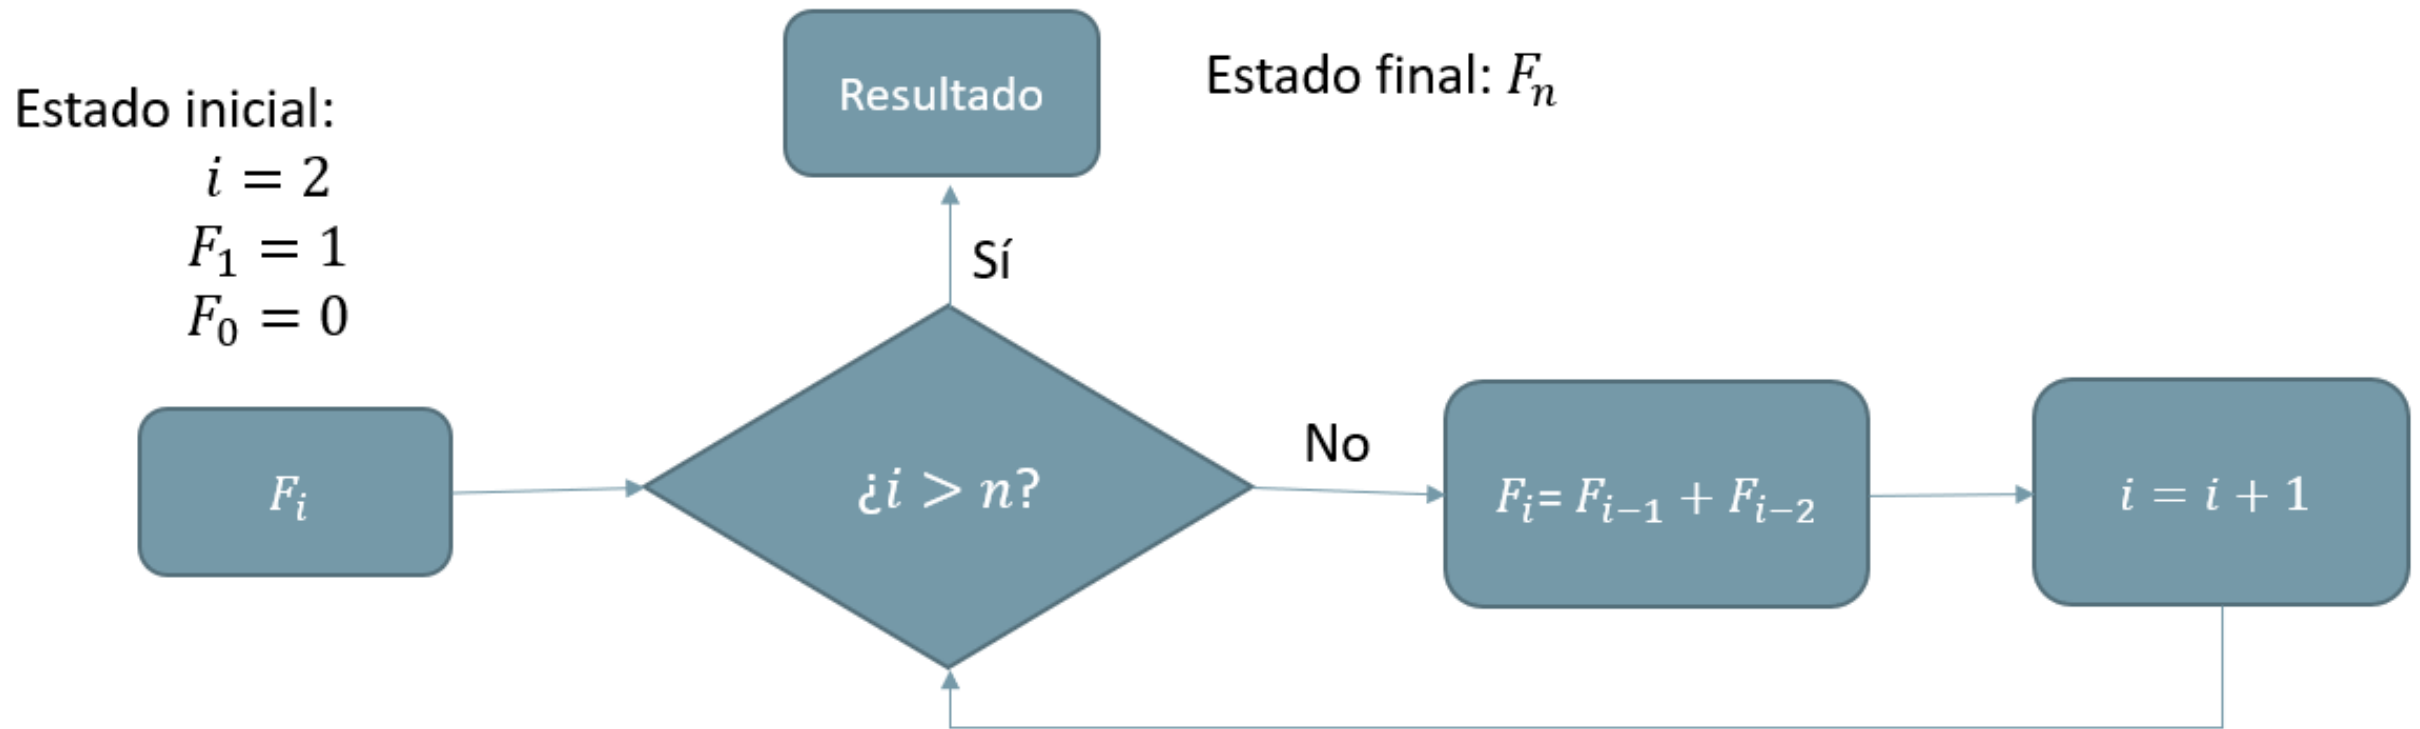 Estado inicial:
i = 2
F₁ = 1
F₀ = 0
Resultado
Estado final: Fₙ
Sí
Fᵢ
¿i > n?
No
Fᵢ= Fᵢ₋₁ + Fᵢ₋₂
i = i + 1